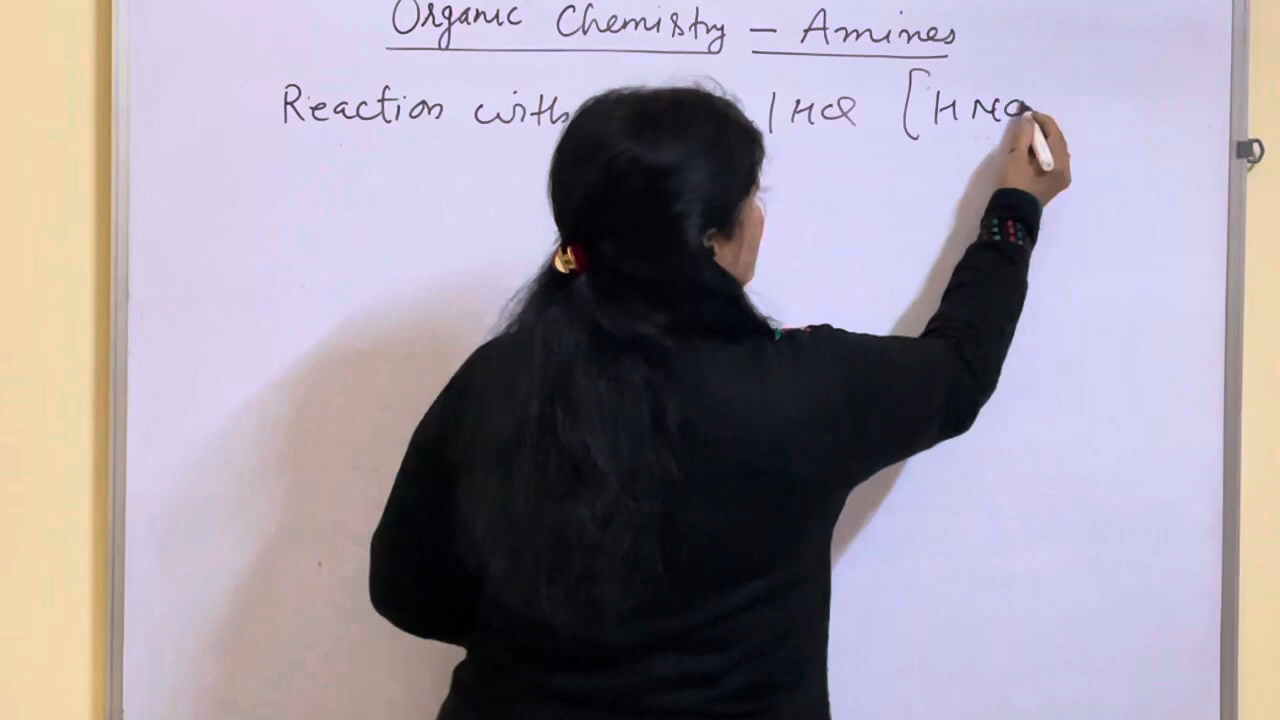 Organic Chemistry - Amines
Reaction with | HCl [HNO